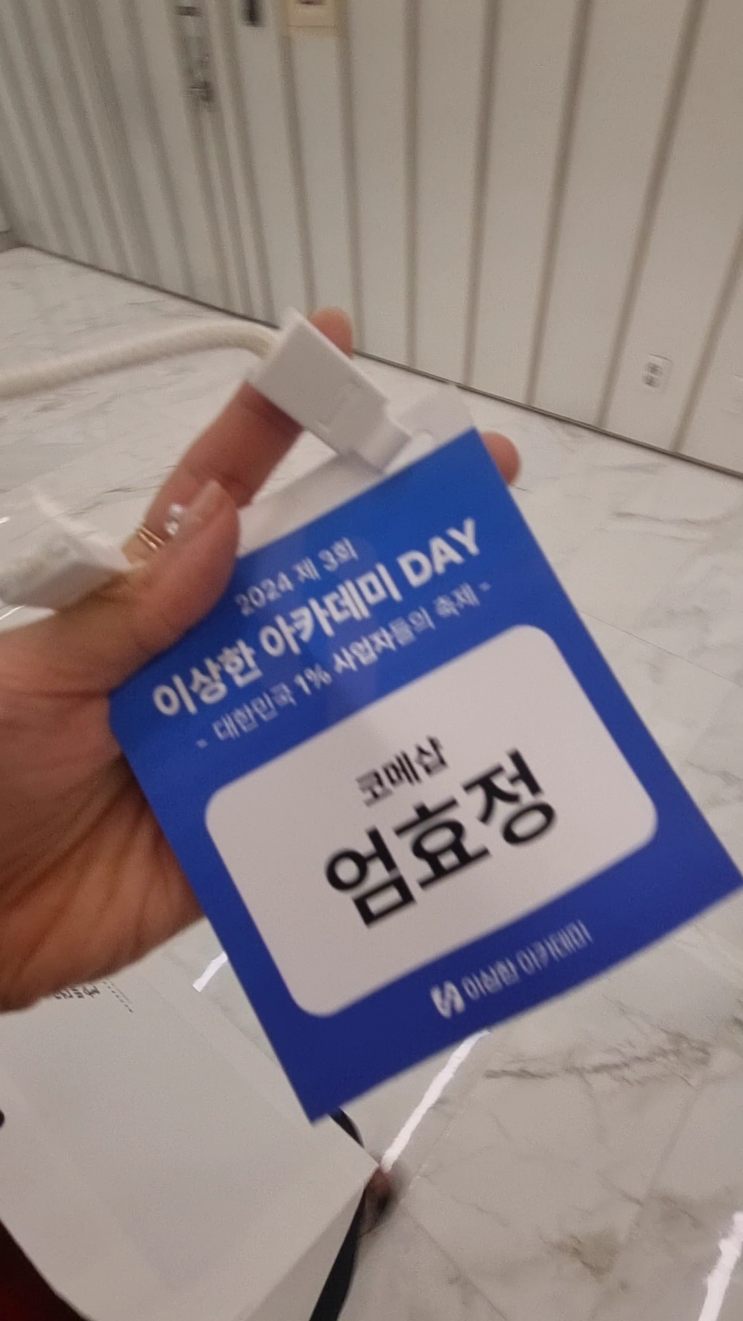 2024 제 3회
이상한 아카데미 DAY
- 대한민국 1% 사업자들의 축제 -
코메샵
엄효정
이상한 아카데미